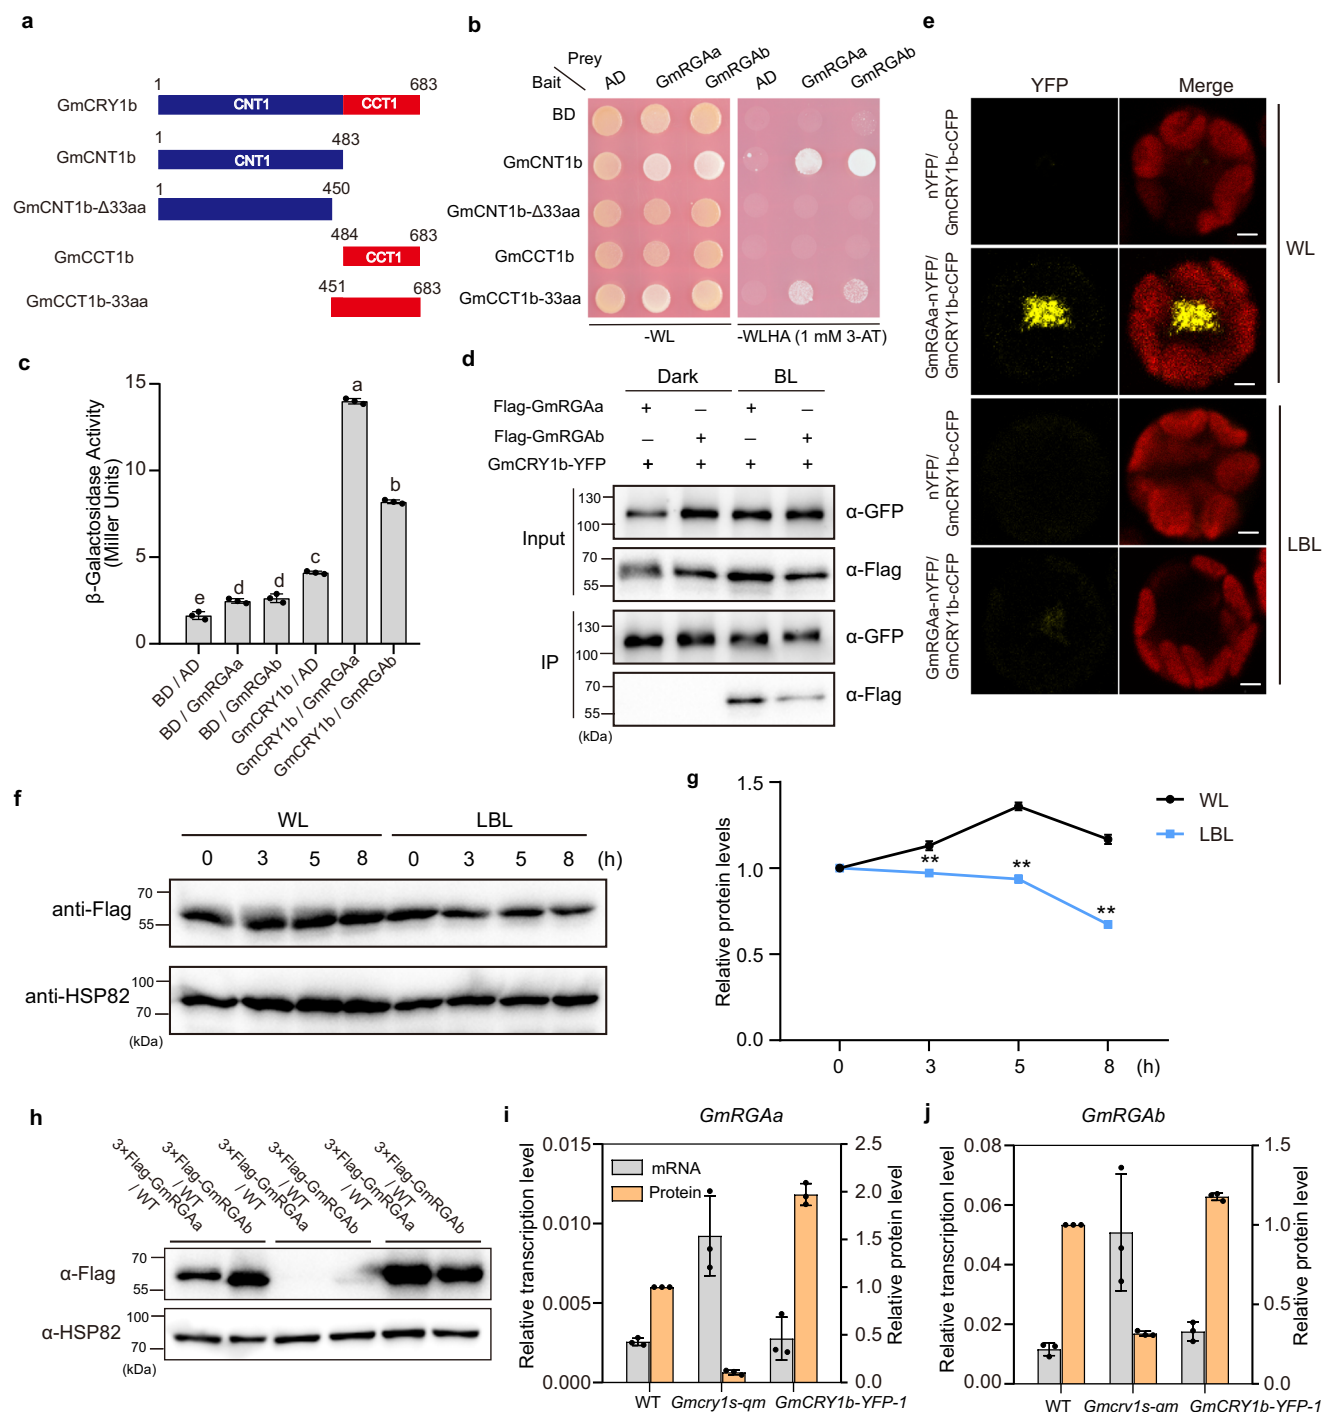 a
1 683
GmCRY1b CNT1 CCT1
1 483
GmCNT1b CNT1
1 450
GmCNT1b-Δ33aa
484 683
GmCCT1b CCT1
451 683
GmCCT1b-33aa
b
Prey
Bait
AD GmRGAa GmRGAb AD GmRGAa GmRGAb
BD
GmCNT1b
GmCNT1b-Δ33aa
GmCCT1b
GmCCT1b-33aa
-WL -WLHA (1 mM 3-AT)
c
β-Galactosidase Activity
(Miller Units)
15
10
5
0
e d d c a b
BD / AD
BD / GmRGAa
BD / GmRGAb
GmCRY1b / AD
GmCRY1b / GmRGAa
GmCRY1b / GmRGAb
d
Dark BL
Flag-GmRGAa + – + –
Flag-GmRGAb – + – +
GmCRY1b-YFP + + + +
Input
130
100
α-GFP
70
55
α-Flag
IP
130
100
α-GFP
70
55
α-Flag
(kDa)
e
YFP Merge
nYFP/
GmCRY1b-cCFP
GmRGAa-nYFP/
GmCRY1b-cCFP
WL
nYFP/
GmCRY1b-cCFP
GmRGAa-nYFP/
GmCRY1b-cCFP
LBL
f
WL LBL
0 3 5 8 0 3 5 8 (h)
anti-Flag
70
55
anti-HSP82
100
70
(kDa)
g
Relative protein levels
1.5
1.0
0.5
0.0
** ** **
0 3 5 8 (h)
WL
LBL
h
3×Flag-GmRGAa
/ WT
3×Flag-GmRGAb
/ WT
3×Flag-GmRGAa
/ WT
3×Flag-GmRGAb
/ WT
3×Flag-GmRGAa
/ WT
3×Flag-GmRGAb
α-Flag
70
55
α-HSP82
100
70
(kDa)
i
GmRGAa
Relative transcription level
0.015
0.010
0.005
0.000
mRNA
Protein
2.5
2.0
1.5
1.0
0.5
0.0
Relative protein level
WT Gmcry1s-qm GmCRY1b-YFP-1
j
GmRGAb
Relative transcription level
0.08
0.06
0.04
0.02
0.00
1.5
1.0
0.5
0.0
Relative protein level
WT Gmcry1s-qm GmCRY1b-YFP-1